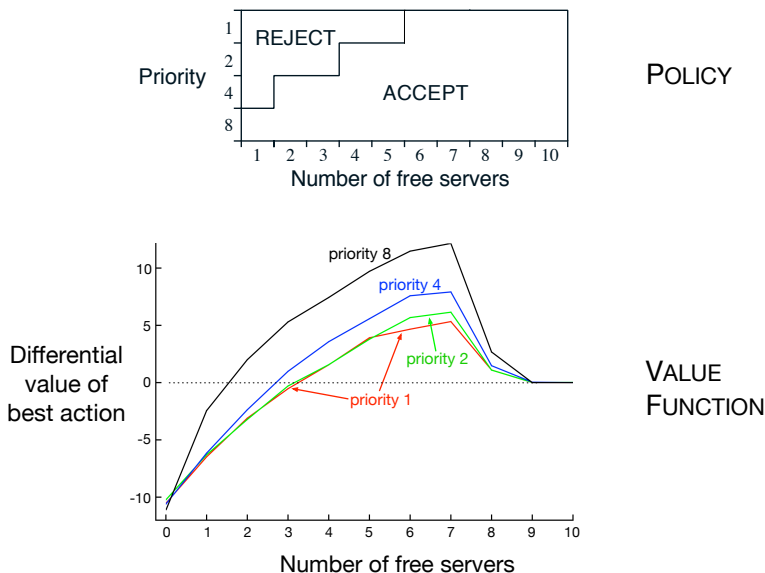 1
REJECT
2
Priority
4
ACCEPT
8
POLICY
1 2 3 4 5 6 7 8 9 10
Number of free servers
10
priority 8
priority 4
5
priority 2
Differential
value of
best action
0
priority 1
VALUE
FUNCTION
-5
-10
0 1 2 3 4 5 6 7 8 9 10
Number of free servers